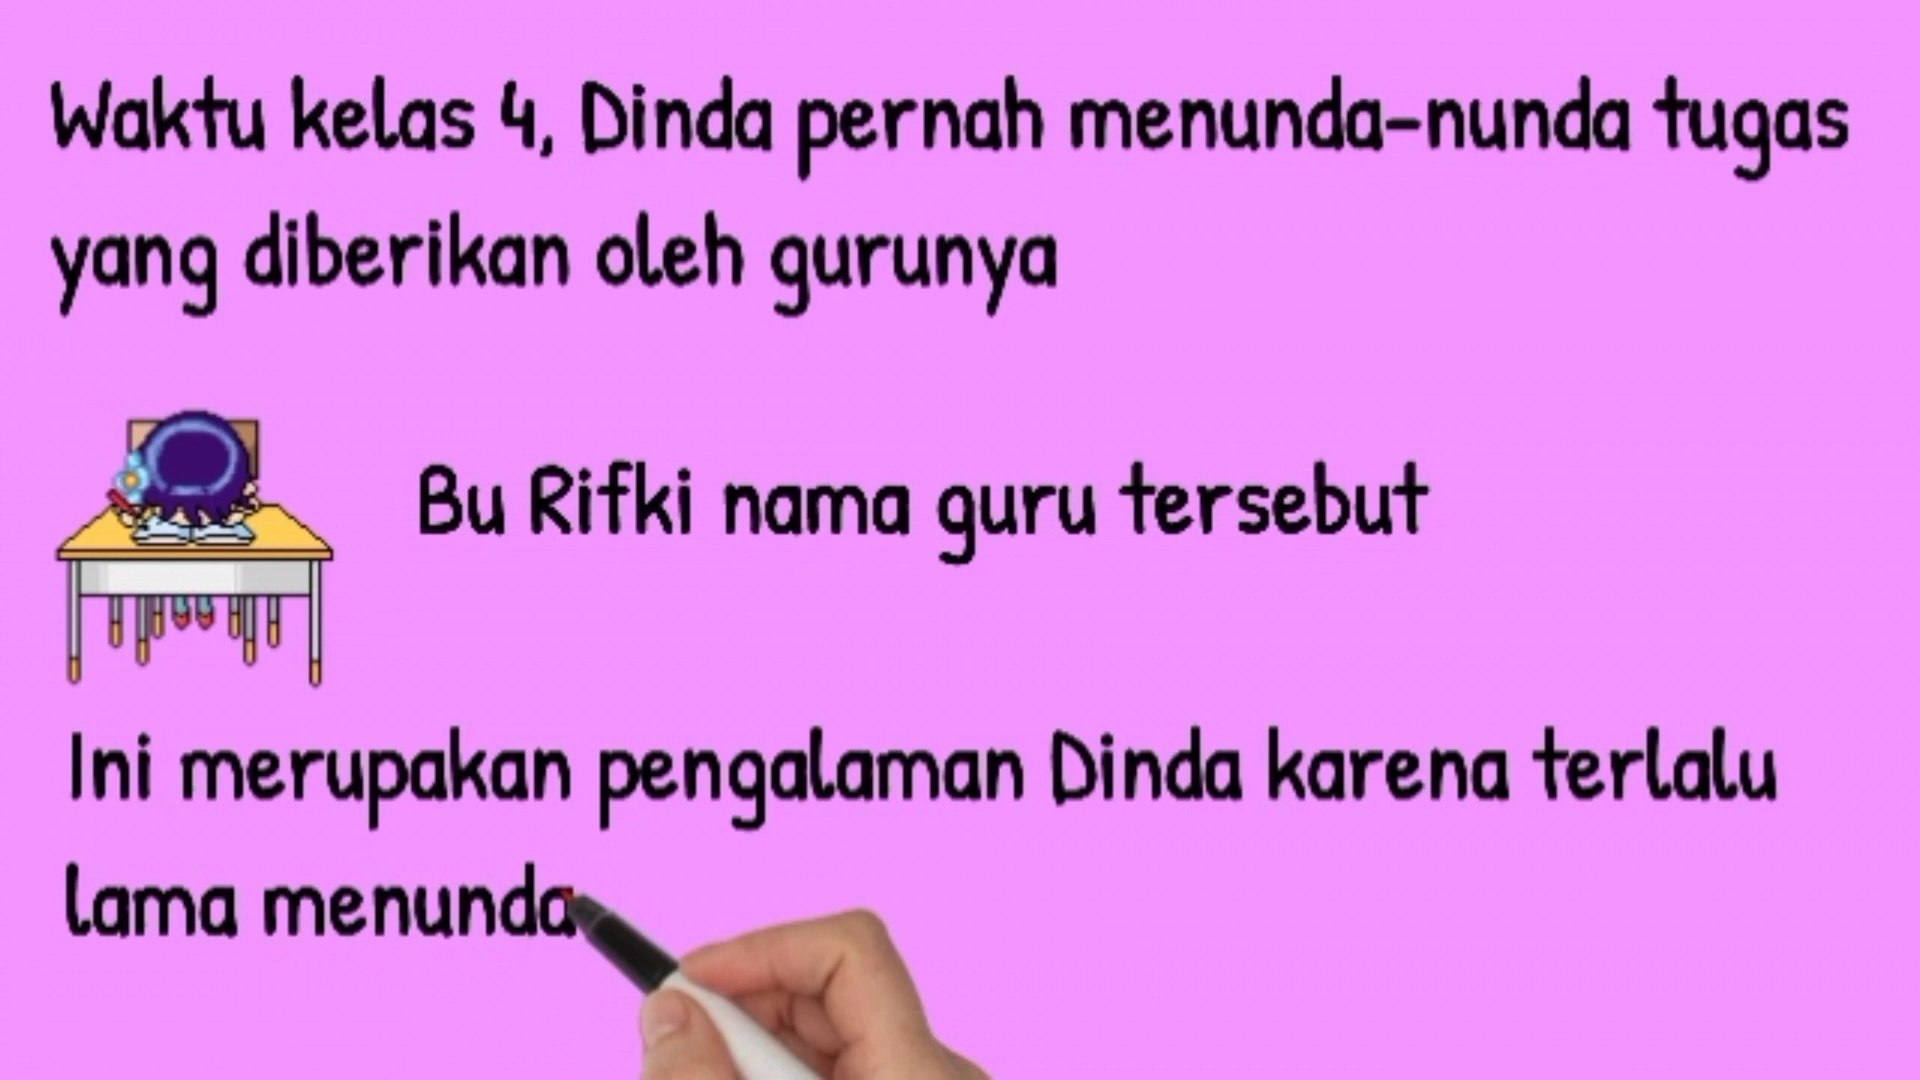 Waktu kelas 4, Dinda pernah menunda-nunda tugas
yang diberikan oleh gurunya
Bu Rifki nama guru tersebut
Ini merupakan pengalaman Dinda karena terlalu
lama menunda